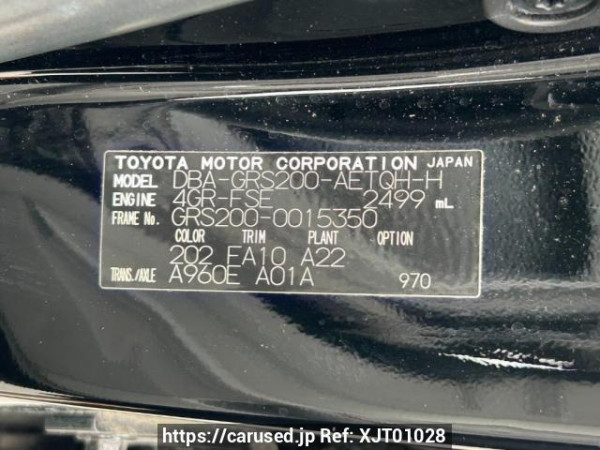 TOYOTA MOTOR CORPORATION JAPAN
MODEL DBA-GRS200-AETQH-H
ENGINE 4GR-FSE 2499 mL
FRAME No. GRS200-0015350
COLOR TRIM PLANT OPTION
202 FA10 A22
TRANS./AXLE A960E A01A 970
https://carused.jp Ref: XJT01028